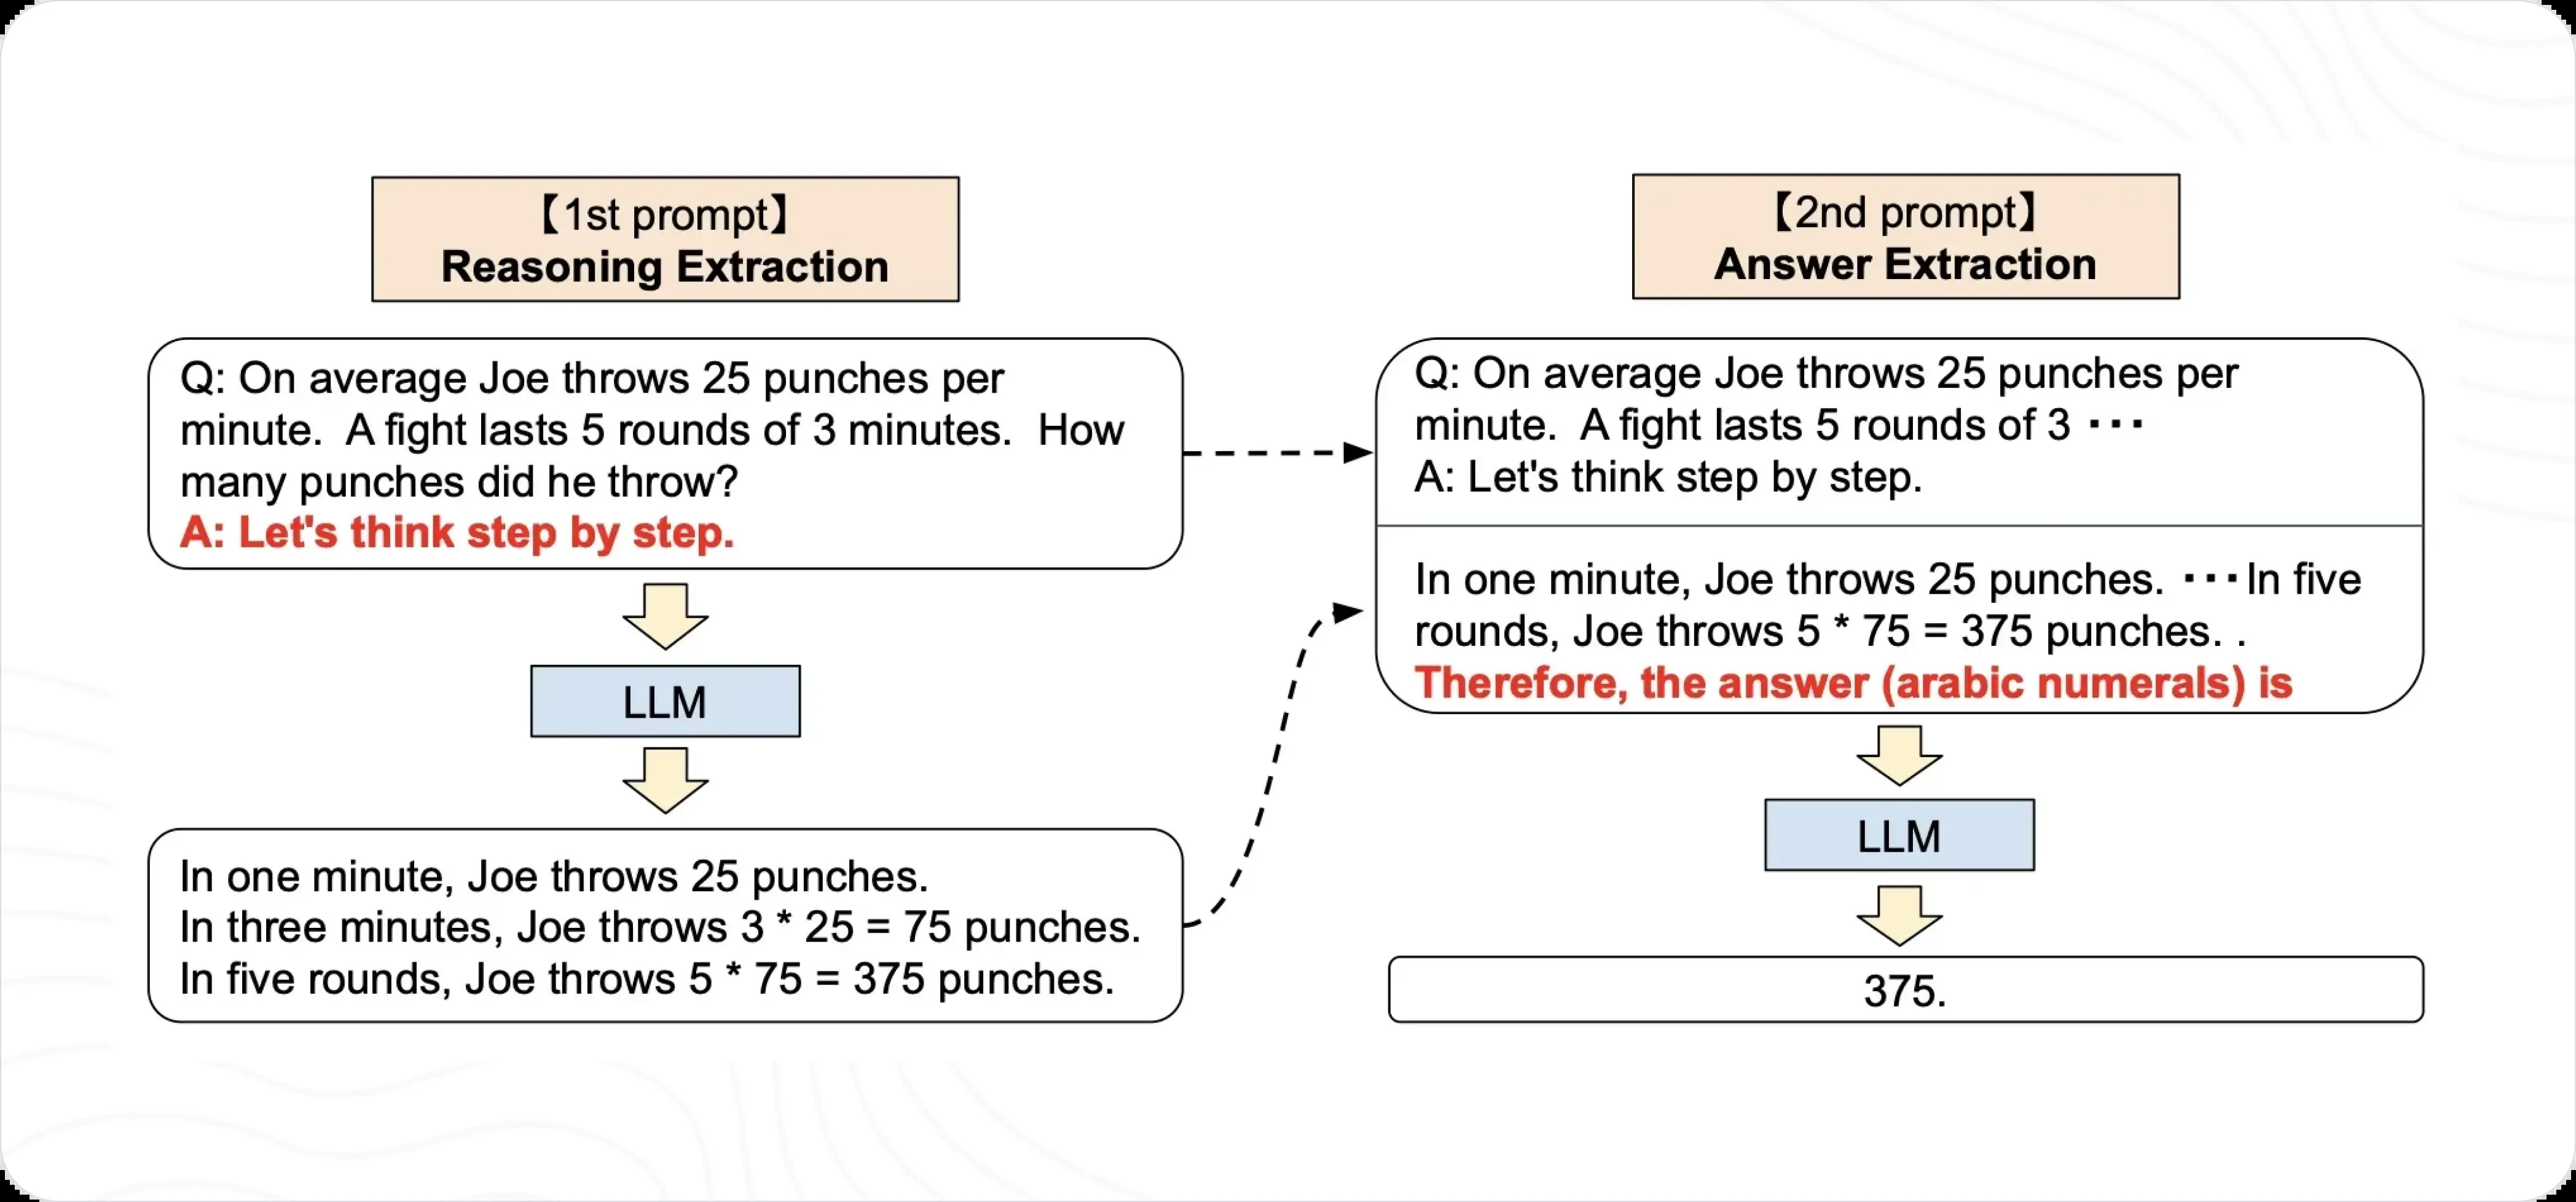 【1st prompt】
Reasoning Extraction
Q: On average Joe throws 25 punches per
minute.  A fight lasts 5 rounds of 3 minutes.  How
many punches did he throw?
A: Let's think step by step.
LLM
In one minute, Joe throws 25 punches.
In three minutes, Joe throws 3 * 25 = 75 punches.
In five rounds, Joe throws 5 * 75 = 375 punches.
【2nd prompt】
Answer Extraction
Q: On average Joe throws 25 punches per
minute.  A fight lasts 5 rounds of 3 ···
A: Let's think step by step.
In one minute, Joe throws 25 punches. ···In five
rounds, Joe throws 5 * 75 = 375 punches. .
Therefore, the answer (arabic numerals) is
LLM
375.